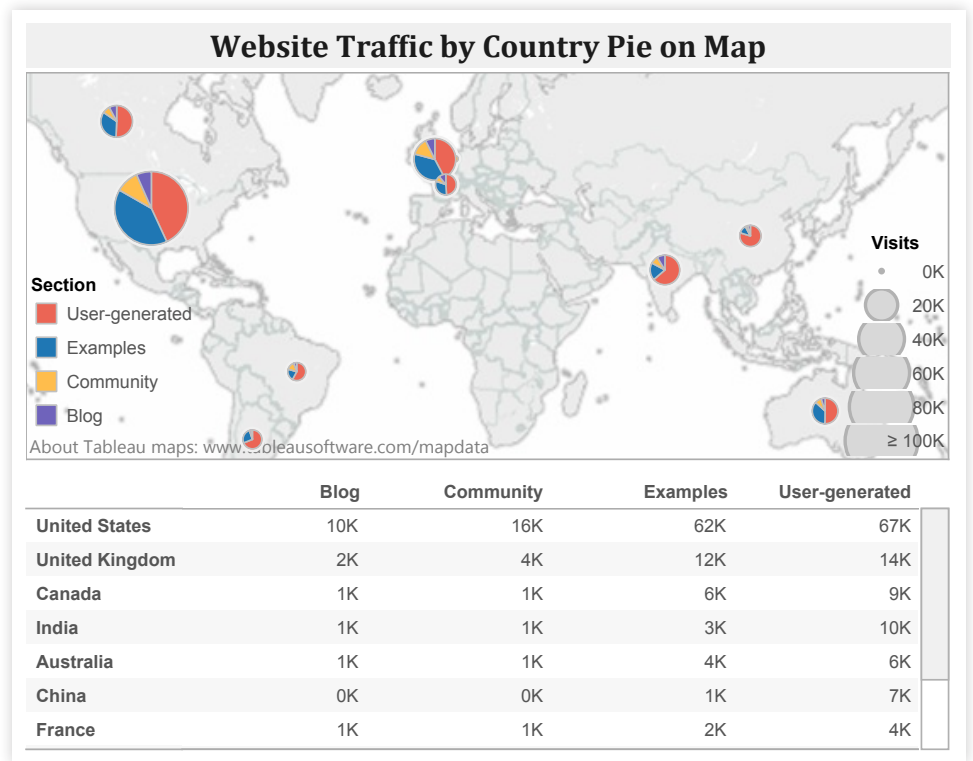 Website Traffic by Country Pie on Map
Visits
0K
20K
40K
60K
80K
≥ 100K
Section
User-generated
Examples
Community
Blog
About Tableau maps: www.tableausoftware.com/mapdata
Blog Community Examples User-generated
United States 10K 16K 62K 67K
United Kingdom 2K 4K 12K 14K
Canada 1K 1K 6K 9K
India 1K 1K 3K 10K
Australia 1K 1K 4K 6K
China 0K 0K 1K 7K
France 1K 1K 2K 4K